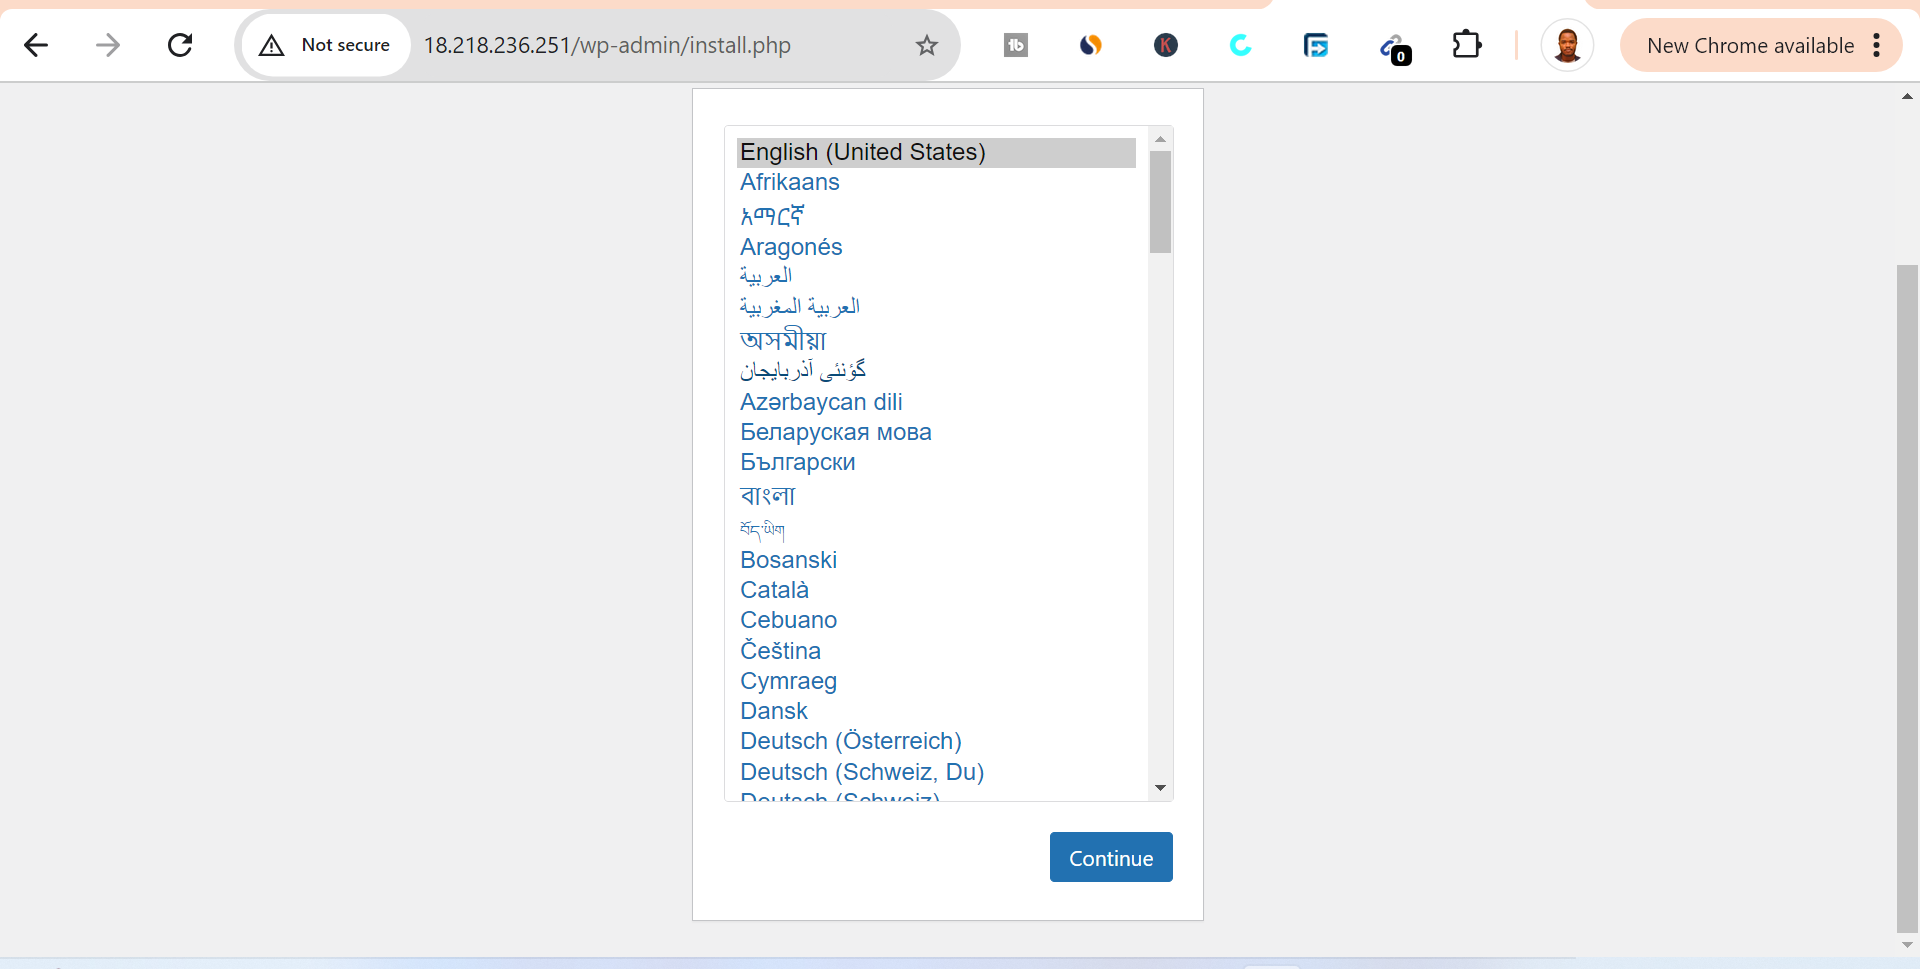 Not secure
18.218.236.251/wp-admin/install.php
0
New Chrome available
English (United States)
Afrikaans
አማርኛ
Aragonés
العربية
العربية المغربية
অসমীয়া
گؤنئی آذربایجان
Azərbaycan dili
Беларуская мова
Български
বাংলা
བོད་ཡིག
Bosanski
Català
Cebuano
Čeština
Cymraeg
Dansk
Deutsch (Österreich)
Deutsch (Schweiz, Du)
Deutsch (Schweiz)
Continue